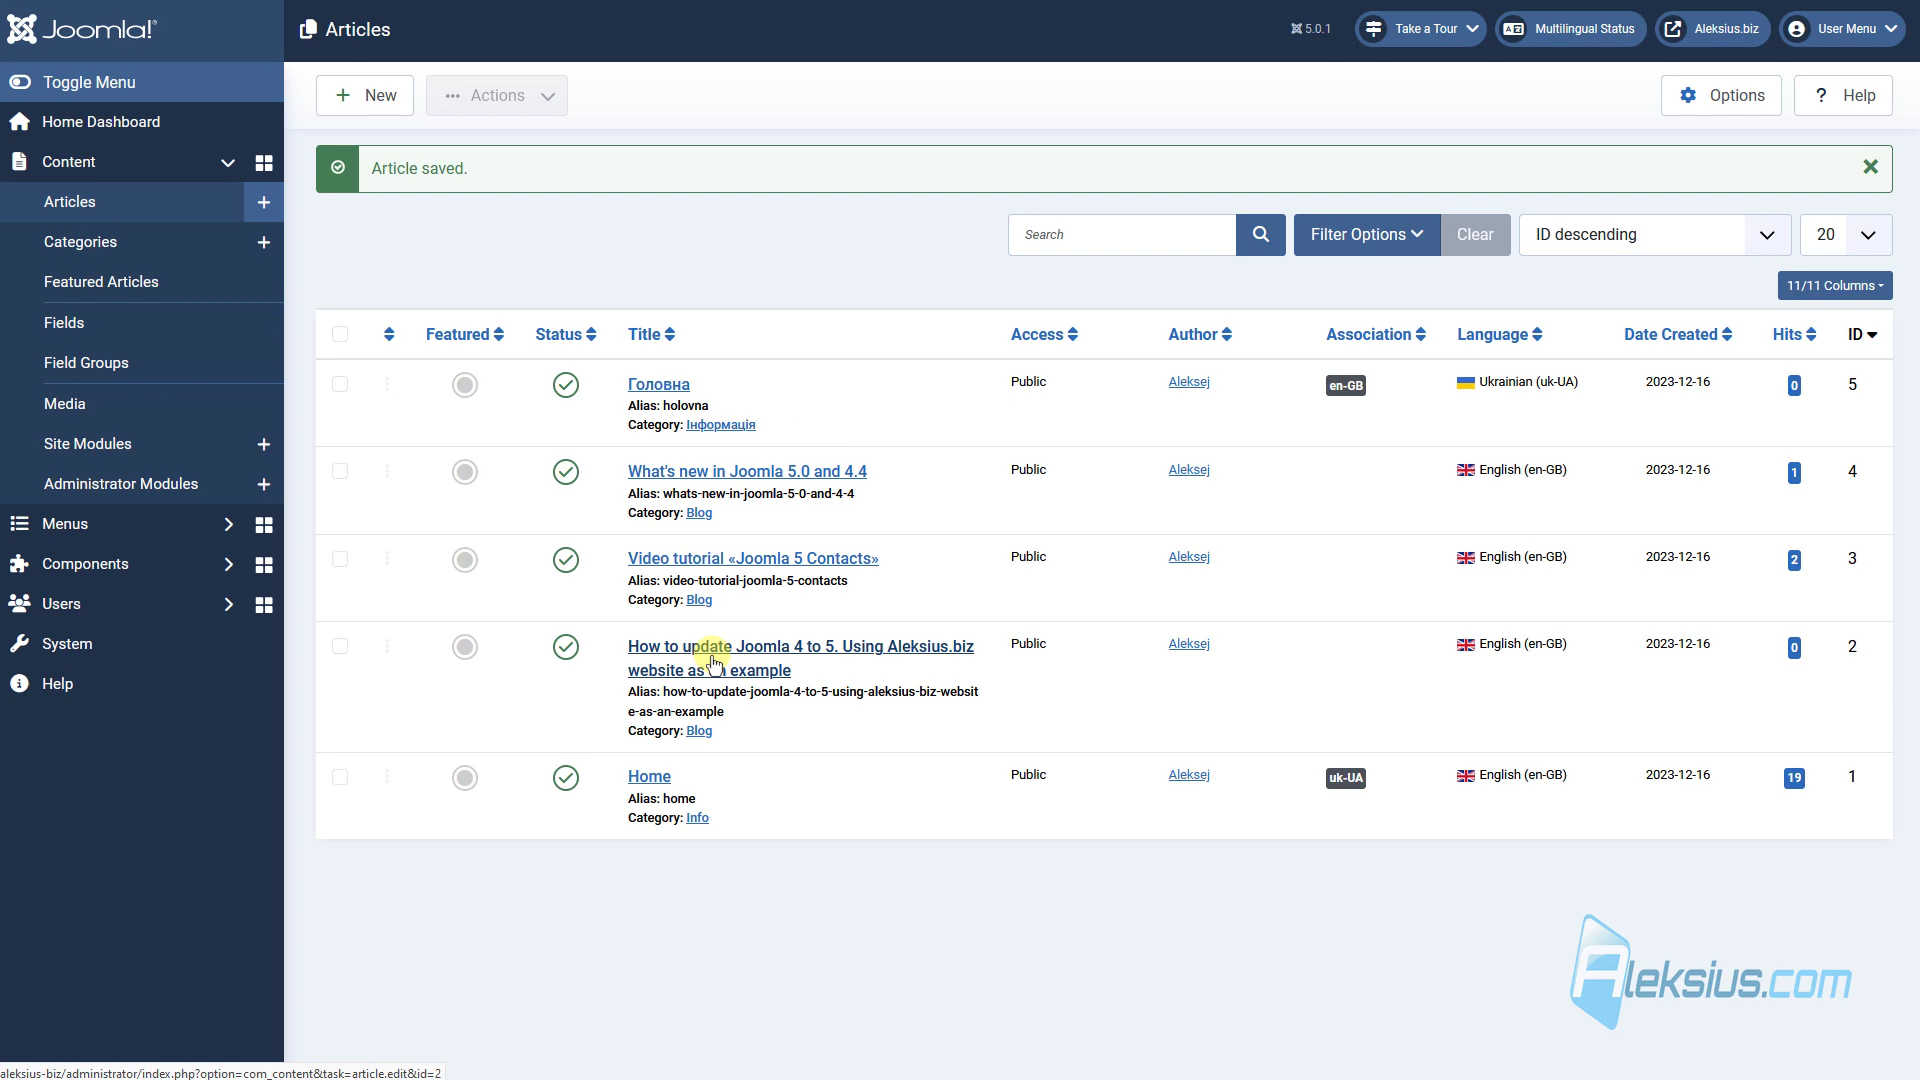 Joomla!
Articles
5.0.1
Take a Tour
Multilingual Status
Aleksius.biz
User Menu
Toggle Menu
Home Dashboard
Content
Articles
Categories
Featured Articles
Fields
Field Groups
Media
Site Modules
Administrator Modules
Menus
Components
Users
System
Help
New
Actions
Options
? Help
Article saved.
Search
Filter Options
Clear
ID descending
20
11/11 Columns
Featured Status Title Access Author Association Language Date Created Hits ID
Головна Public Aleksej en-GB Ukrainian (uk-UA) 2023-12-16 0 5
Alias: holovna
Category: Інформація
What's new in Joomla 5.0 and 4.4 Public Aleksej English (en-GB) 2023-12-16 1 4
Alias: whats-new-in-joomla-5-0-and-4-4
Category: Blog
Video tutorial «Joomla 5 Contacts» Public Aleksej English (en-GB) 2023-12-16 2 3
Alias: video-tutorial-joomla-5-contacts
Category: Blog
How to update Joomla 4 to 5. Using Aleksius.biz Public Aleksej English (en-GB) 2023-12-16 0 2
website as an example
Alias: how-to-update-joomla-4-to-5-using-aleksius-biz-websit
e-as-an-example
Category: Blog
Home Public Aleksej uk-UA English (en-GB) 2023-12-16 19 1
Alias: home
Category: Info
Aleksius.com
aleksius-biz/administrator/index.php?option=com_content&task=article.edit&id=2